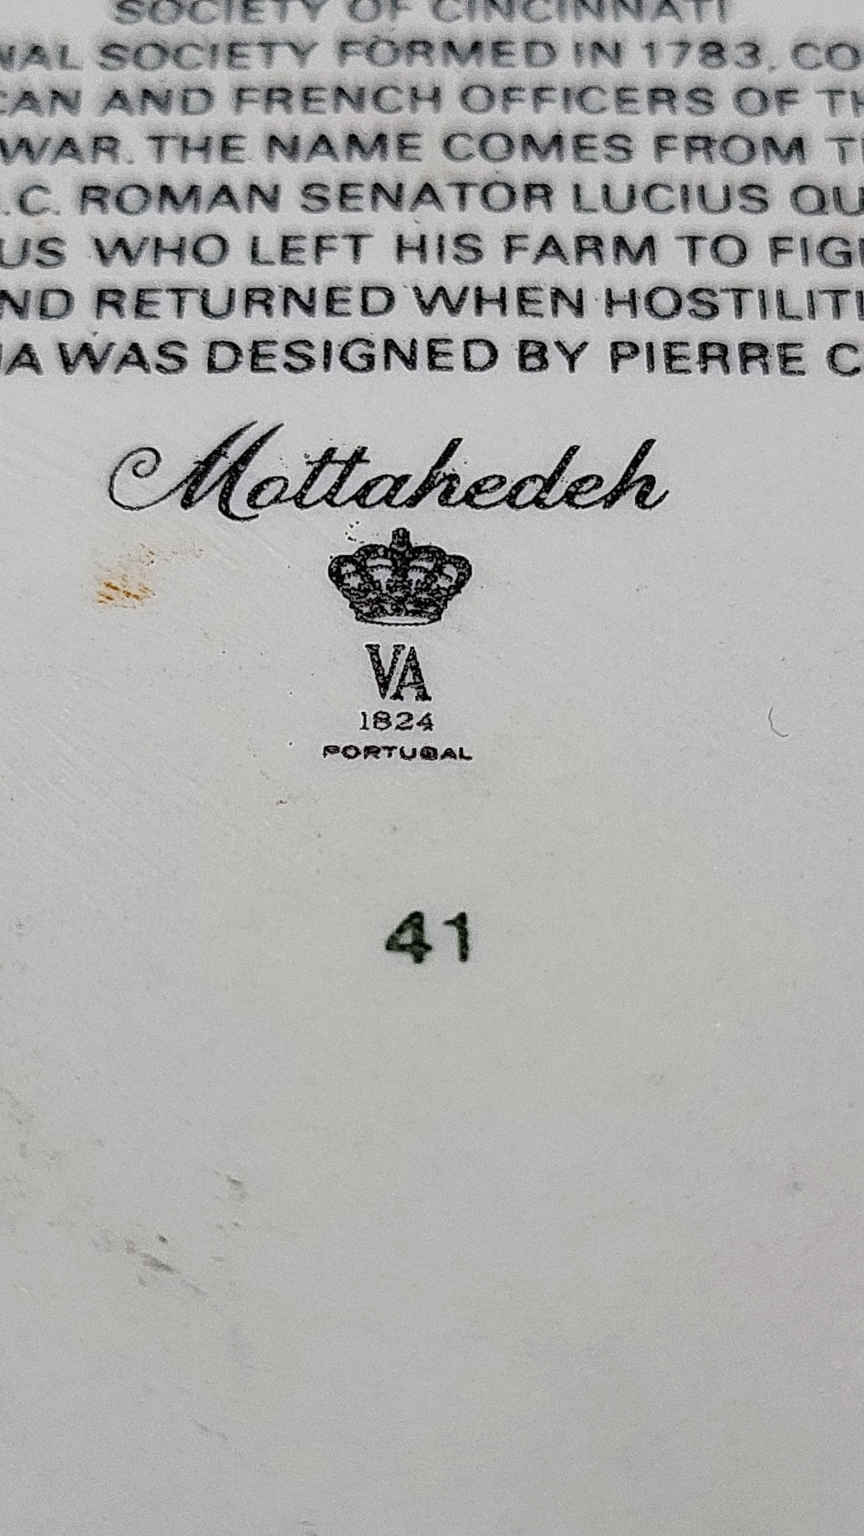 SOCIETY OF CINCINNATI
NAL SOCIETY FORMED IN 1783, CO
CAN AND FRENCH OFFICERS OF TH
WAR. THE NAME COMES FROM T
.C. ROMAN SENATOR LUCIUS QU
US WHO LEFT HIS FARM TO FIG
ND RETURNED WHEN HOSTILITI
A WAS DESIGNED BY PIERRE C
Mottahedeh
VA
1824
PORTUGAL
41